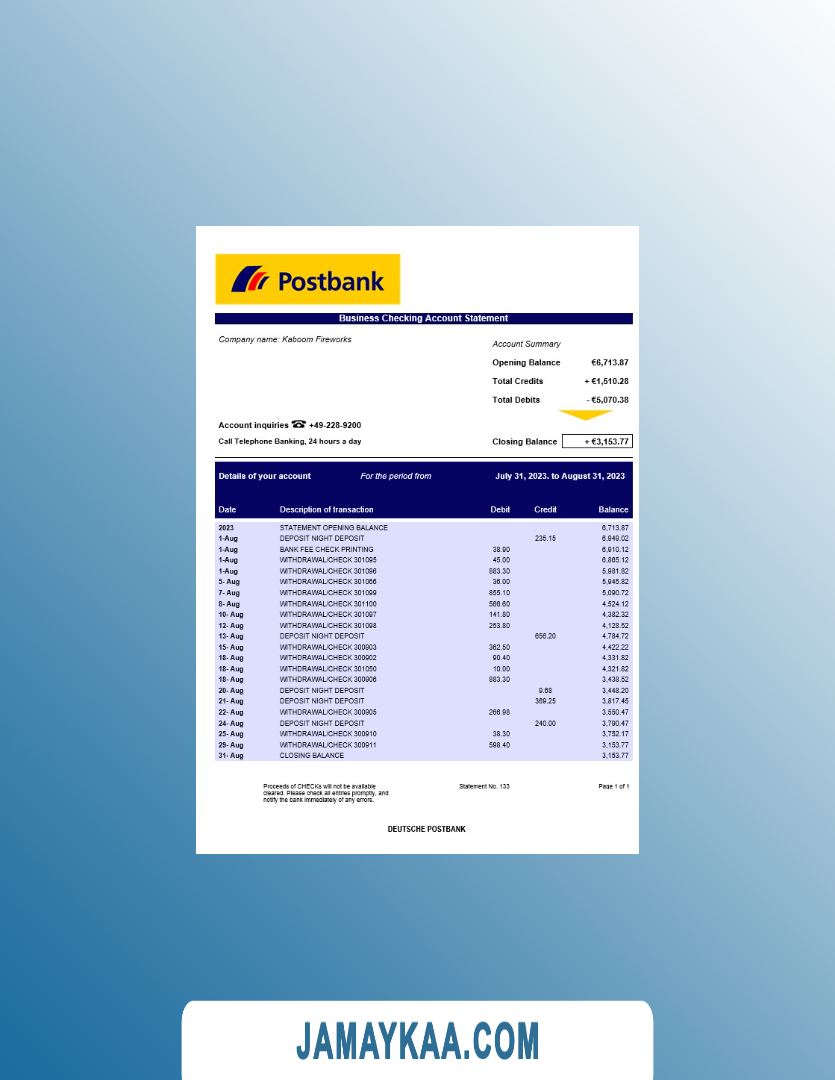 Postbank
Business Checking Account Statement
Company name: Kaboom Fireworks
Account Summary
Opening Balance €6,713.87
Total Credits + €1,510.28
Total Debits - €5,070.38
Account inquiries ☎ +49-228-9200
Call Telephone Banking, 24 hours a day
Closing Balance + €3,153.77
Details of your account For the period from July 31, 2023. to August 31, 2023
Date Description of transaction Debit Credit Balance
2023 STATEMENT OPENING BALANCE 6,713.87
1-Aug DEPOSIT NIGHT DEPOSIT 235.15 6,949.02
1-Aug BANK FEE CHECK PRINTING 38.90 6,910.12
1-Aug WITHDRAWAL/CHECK 301095 45.00 6,865.12
1-Aug WITHDRAWAL/CHECK 301096 883.30 5,981.82
5- Aug WITHDRAWAL/CHECK 301066 36.00 5,945.82
7- Aug WITHDRAWAL/CHECK 301099 855.10 5,090.72
8- Aug WITHDRAWAL/CHECK 301100 566.60 4,524.12
10- Aug WITHDRAWAL/CHECK 301097 141.80 4,382.32
12- Aug WITHDRAWAL/CHECK 301098 253.80 4,128.52
13- Aug DEPOSIT NIGHT DEPOSIT 656.20 4,784.72
15- Aug WITHDRAWAL/CHECK 300903 362.50 4,422.22
18- Aug WITHDRAWAL/CHECK 300902 90.40 4,331.82
18- Aug WITHDRAWAL/CHECK 301050 10.00 4,321.82
18- Aug WITHDRAWAL/CHECK 300906 883.30 3,438.52
20- Aug DEPOSIT NIGHT DEPOSIT 9.68 3,448.20
21- Aug DEPOSIT NIGHT DEPOSIT 369.25 3,817.45
22- Aug WITHDRAWAL/CHECK 300905 266.98 3,550.47
24- Aug DEPOSIT NIGHT DEPOSIT 240.00 3,790.47
25- Aug WITHDRAWAL/CHECK 300910 38.30 3,752.17
29- Aug WITHDRAWAL/CHECK 300911 598.40 3,153.77
31- Aug CLOSING BALANCE 3,153.77
Proceeds of CHECKs will not be available
cleared. Please check all entries promptly, and
notify the bank immediately of any errors.
Statement No. 133
Page 1 of 1
DEUTSCHE POSTBANK
JAMAYKAA.COM